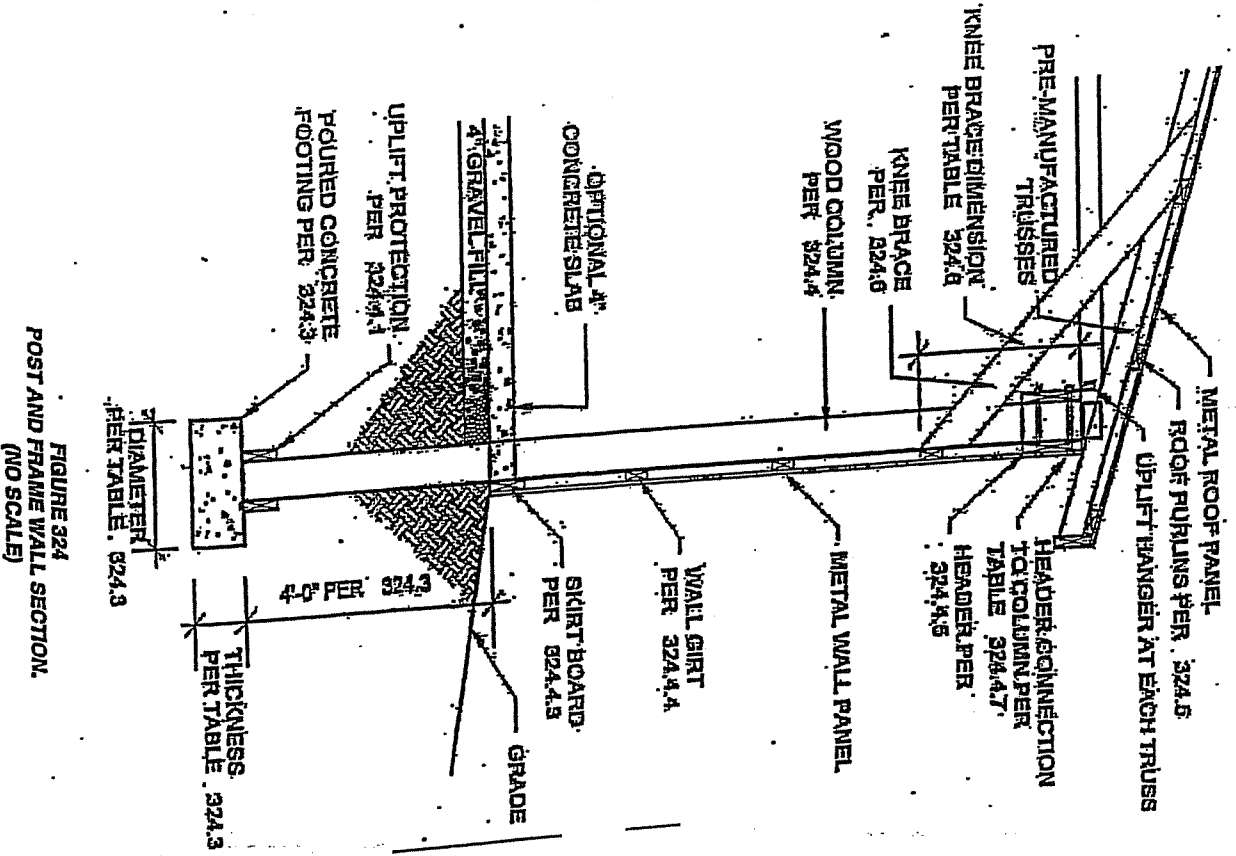 METAL ROOF PANEL
ROOF PURLINS PER 324.5
UPLIFT HANGER AT EACH TRUSS
HEADER CONNECTION
TO COLUMN PER
TABLE 324.4.7
HEADER PER
324.4.6
METAL WALL PANEL
WALL GIRT
PER 324.4.4
SKIRT BOARD
PER 324.4.3
GRADE
PRE-MANUFACTURED
TRUSSES
KNEE BRACE DIMENSION
PER TABLE 324.6
KNEE BRACE
PER 324.6
WOOD COLUMN
PER 324.4
OPTIONAL 4"
CONCRETE SLAB
4" GRAVEL FILL
UPLIFT PROTECTION
PER 324.4.1
POURED CONCRETE
FOOTING PER 324.3
4'-0" PER 324.3
THICKNESS
PER TABLE 324.3
DIAMETER
PER TABLE 324.3
FIGURE 324
POST AND FRAME WALL SECTION.
(NO SCALE)